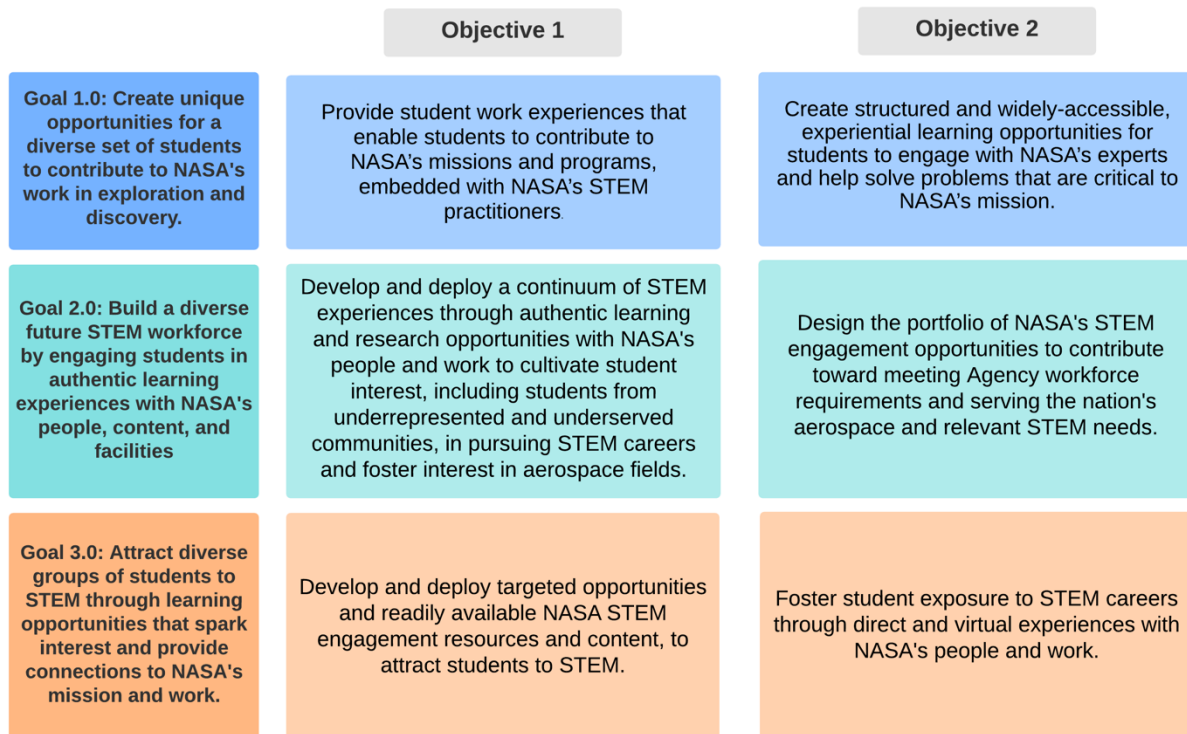 Objective 1
Objective 2
Goal 1.0: Create unique
opportunities for a
diverse set of students
to contribute to NASA's
work in exploration and
discovery.
Provide student work experiences that
enable students to contribute to
NASA’s missions and programs,
embedded with NASA’s STEM
practitioners.
Create structured and widely-accessible,
experiential learning opportunities for
students to engage with NASA’s experts
and help solve problems that are critical to
NASA’s mission.
Goal 2.0: Build a diverse
future STEM workforce
by engaging students in
authentic learning
experiences with NASA's
people, content, and
facilities
Develop and deploy a continuum of STEM
experiences through authentic learning
and research opportunities with NASA's
people and work to cultivate student
interest, including students from
underrepresented and underserved
communities, in pursuing STEM careers
and foster interest in aerospace fields.
Design the portfolio of NASA's STEM
engagement opportunities to contribute
toward meeting Agency workforce
requirements and serving the nation's
aerospace and relevant STEM needs.
Goal 3.0: Attract diverse
groups of students to
STEM through learning
opportunities that spark
interest and provide
connections to NASA's
mission and work.
Develop and deploy targeted opportunities
and readily available NASA STEM
engagement resources and content, to
attract students to STEM.
Foster student exposure to STEM careers
through direct and virtual experiences with
NASA's people and work.